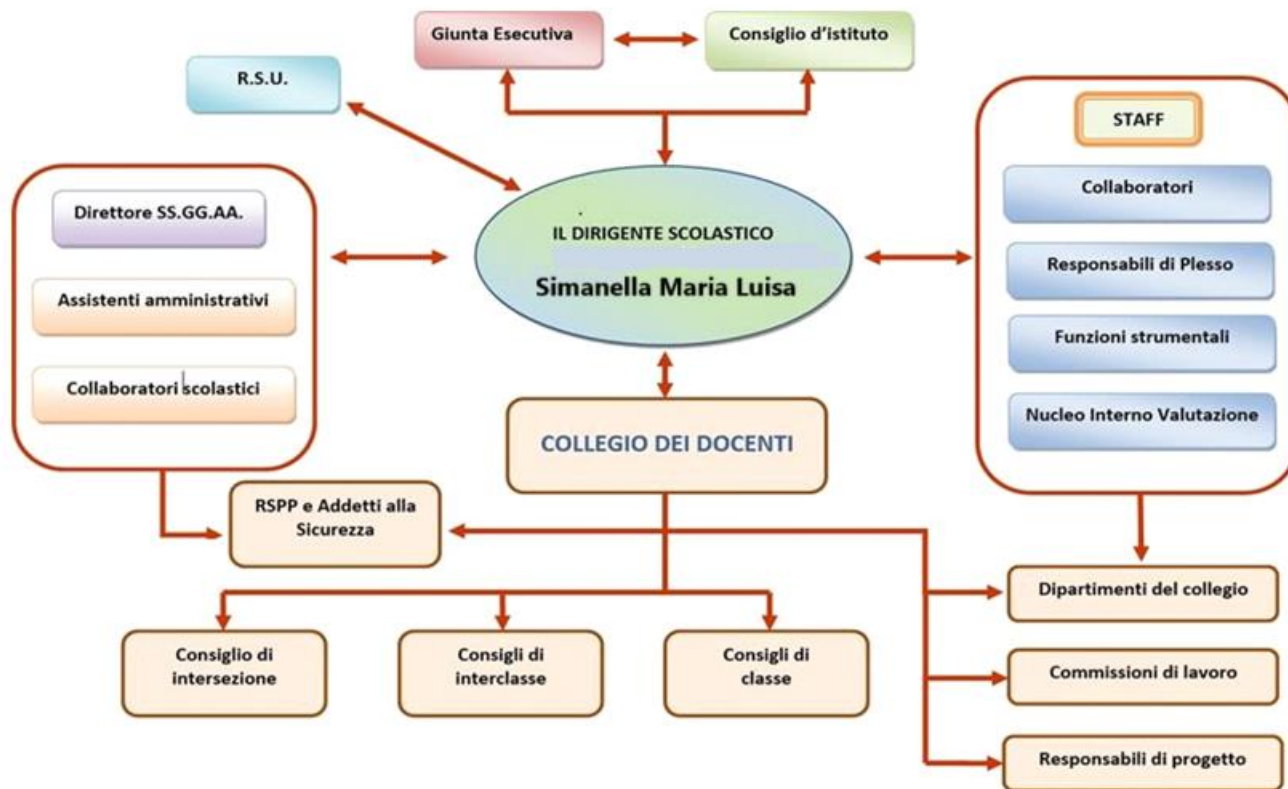 Giunta Esecutiva
Consiglio d'istituto
R.S.U.
STAFF
Collaboratori
Responsabili di Plesso
Funzioni strumentali
Nucleo Interno Valutazione
Direttore SS.GG.AA.
Assistenti amministrativi
Collaboratori scolastici
IL DIRIGENTE SCOLASTICO
Simanella Maria Luisa
COLLEGIO DEI DOCENTI
RSPP e Addetti alla
Sicurezza
Dipartimenti del collegio
Commissioni di lavoro
Responsabili di progetto
Consiglio di
intersezione
Consigli di
interclasse
Consigli di
classe